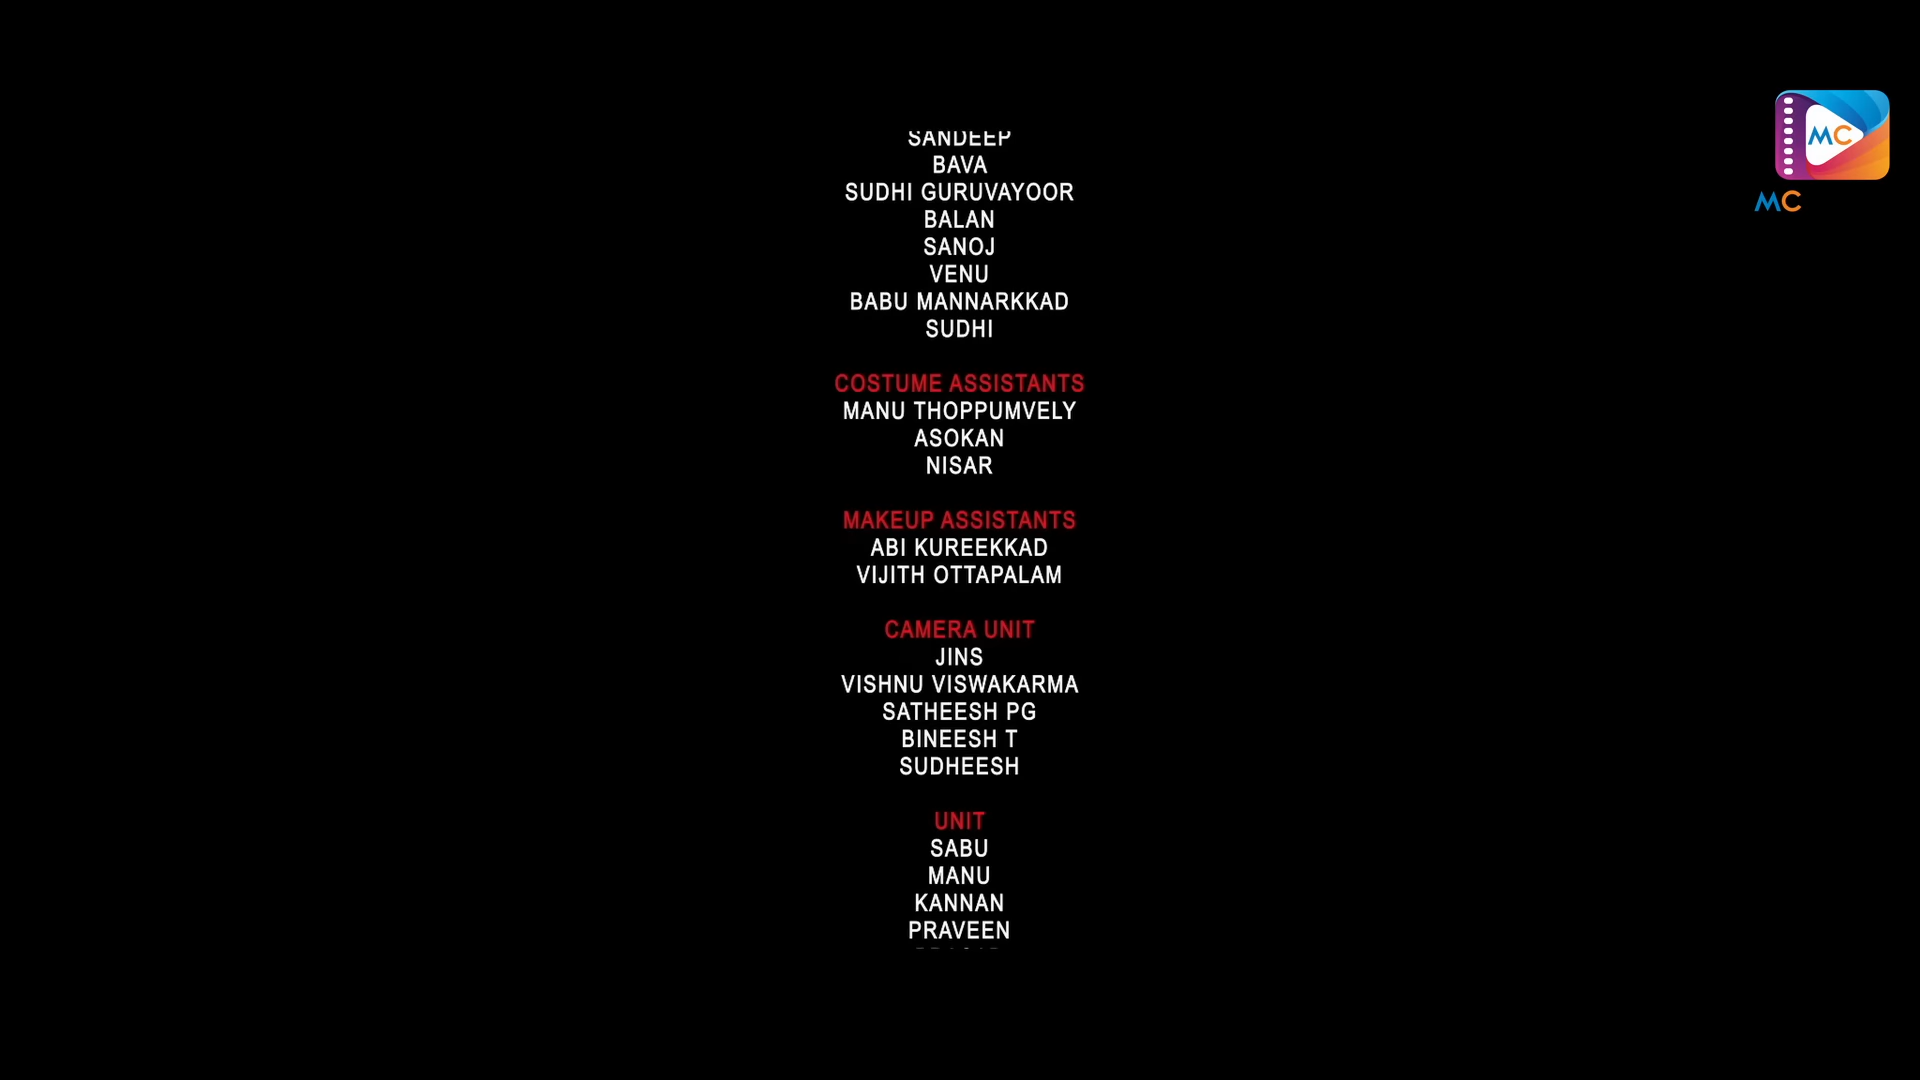 SANDEEP
BAVA
SUDHI GURUVAYOOR
BALAN
SANOJ
VENU
BABU MANNARKKAD
SUDHI
COSTUME ASSISTANTS
MANU THOPPUMVELY
ASOKAN
NISAR
MAKEUP ASSISTANTS
ABI KUREEKKAD
VIJITH OTTAPALAM
CAMERA UNIT
JINS
VISHNU VISWAKARMA
SATHEESH PG
BINEESH T
SUDHEESH
UNIT
SABU
MANU
KANNAN
PRAVEEN
MC
MC